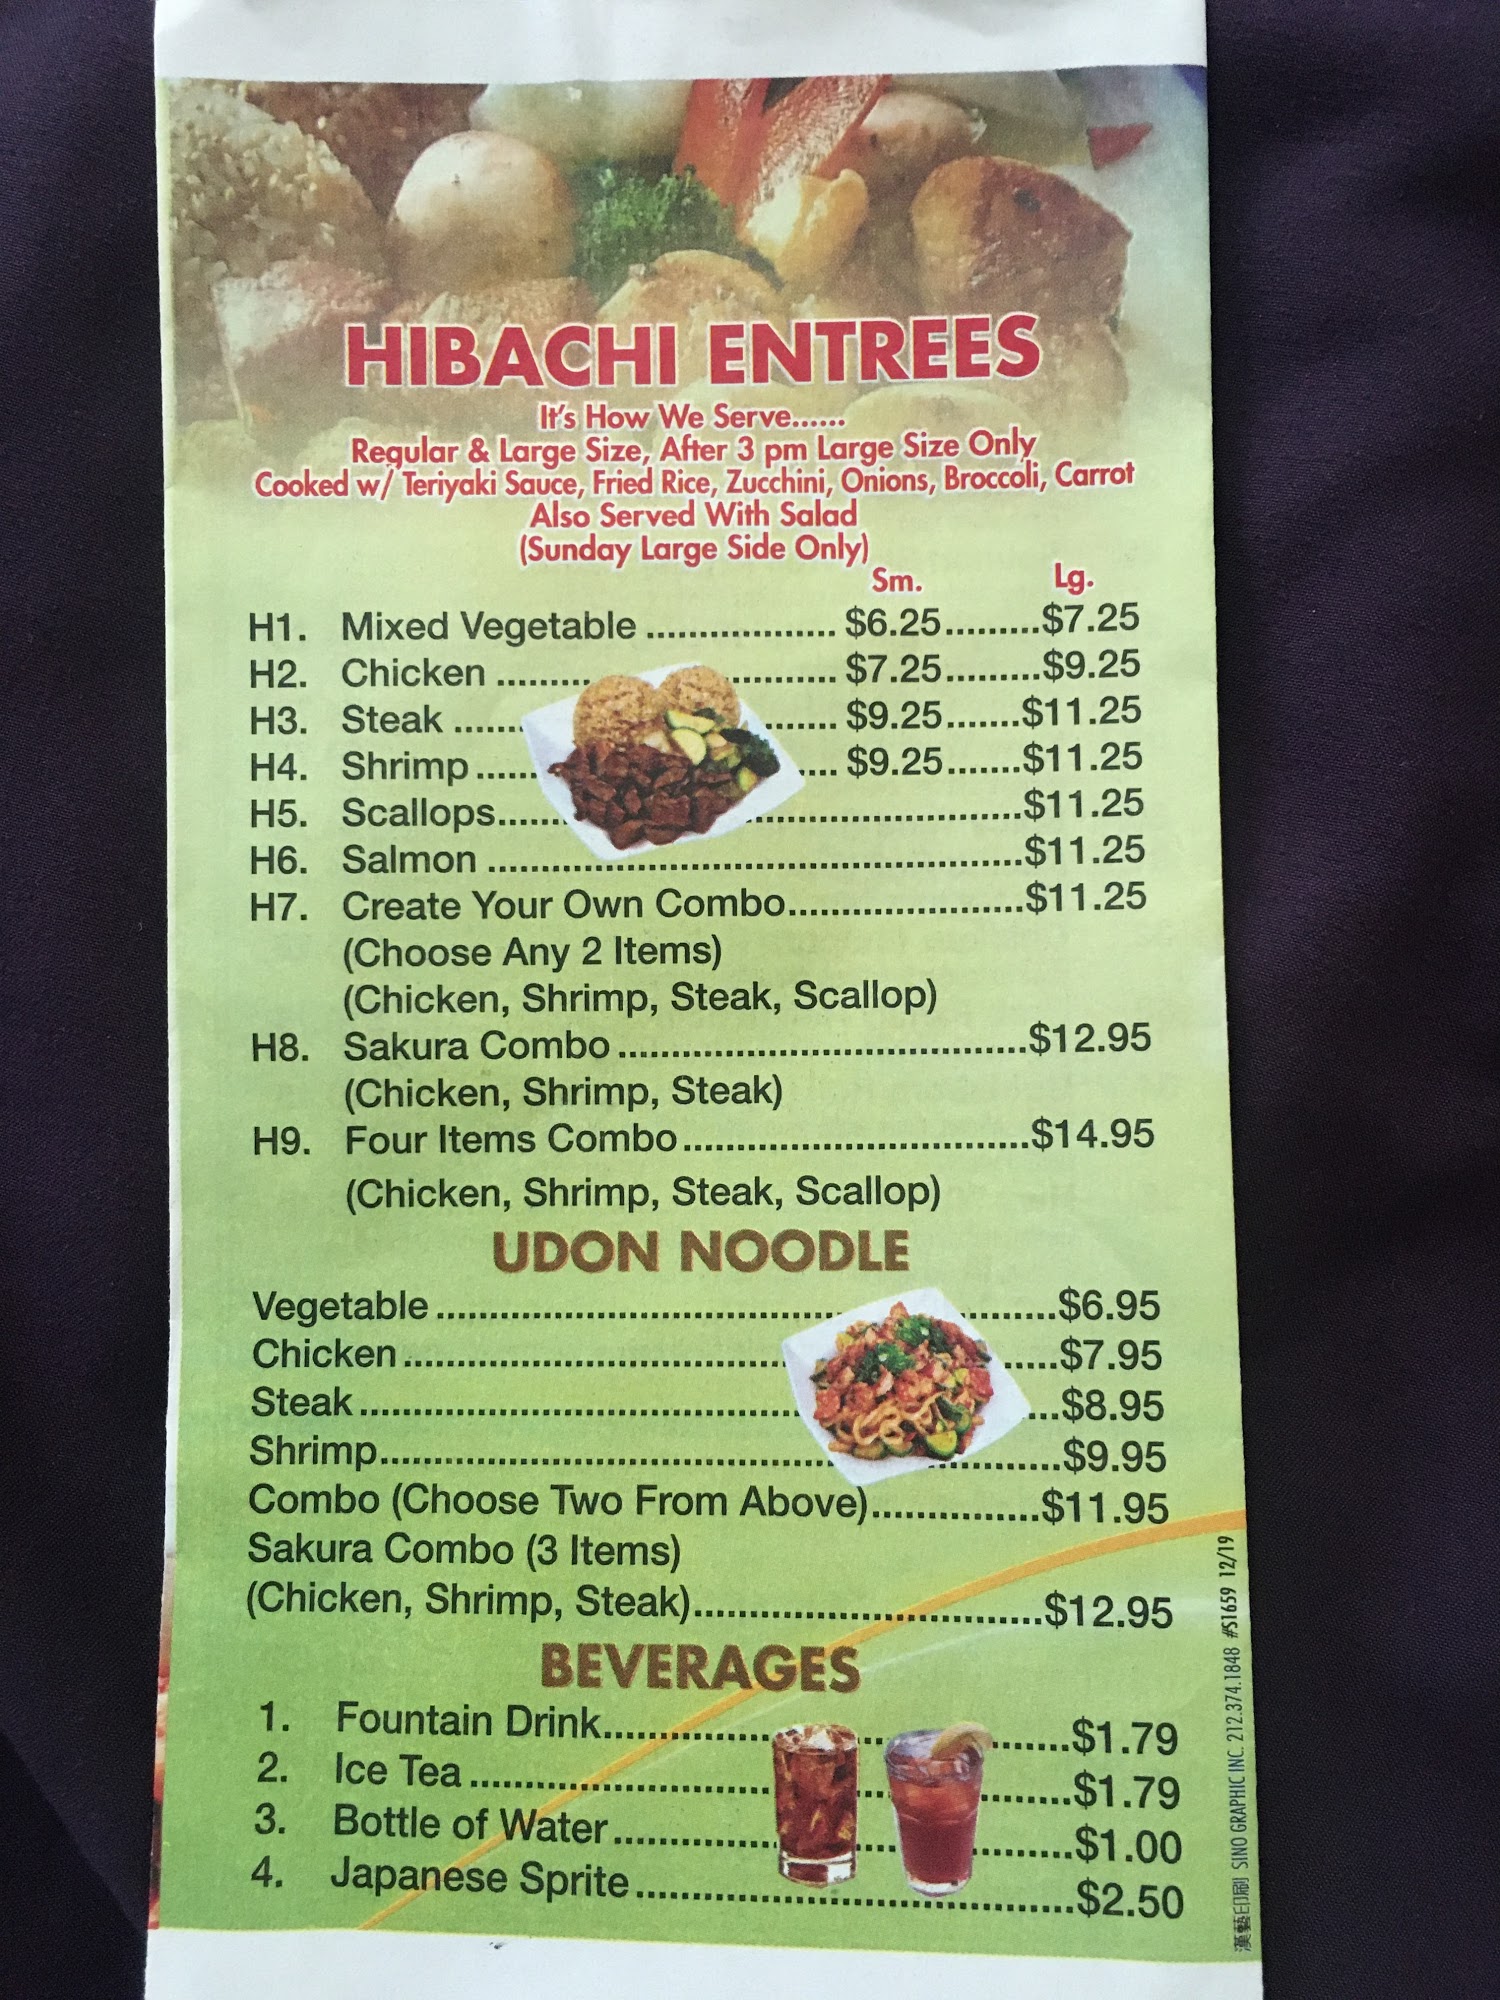 HIBACHI ENTREES
It's How We Serve......
Regular & Large Size, After 3 pm Large Size Only
Cooked w/ Teriyaki Sauce, Fried Rice, Zucchini, Onions, Broccoli, Carrot
Also Served With Salad
(Sunday Large Side Only)
Sm. Lg.
H1. Mixed Vegetable .................. $6.25.........$7.25
H2. Chicken ......... .......... $7.25.........$9.25
H3. Steak ....... ....... $9.25.......$11.25
H4. Shrimp ...... .... $9.25.......$11.25
H5. Scallops....... ..........................$11.25
H6. Salmon ...................................................$11.25
H7. Create Your Own Combo......................$11.25
(Choose Any 2 Items)
(Chicken, Shrimp, Steak, Scallop)
H8. Sakura Combo .......................................$12.95
(Chicken, Shrimp, Steak)
H9. Four Items Combo.................................$14.95
(Chicken, Shrimp, Steak, Scallop)
UDON NOODLE
Vegetable ....................................... .........$6.95
Chicken .................................... .....$7.95
Steak .......................................... ...$8.95
Shrimp........................................... ............$9.95
Combo (Choose Two From Above)................$11.95
Sakura Combo (3 Items)
(Chicken, Shrimp, Steak).................................$12.95
BEVERAGES
1. Fountain Drink................. ... .......$1.79
2. Ice Tea ............................. ... .........$1.79
3. Bottle of Water................ ... ..........$1.00
4. Japanese Sprite ..........................................$2.50
漢藝印刷 SINO GRAPHIC INC. 212.374.1848 #S1659 12/19